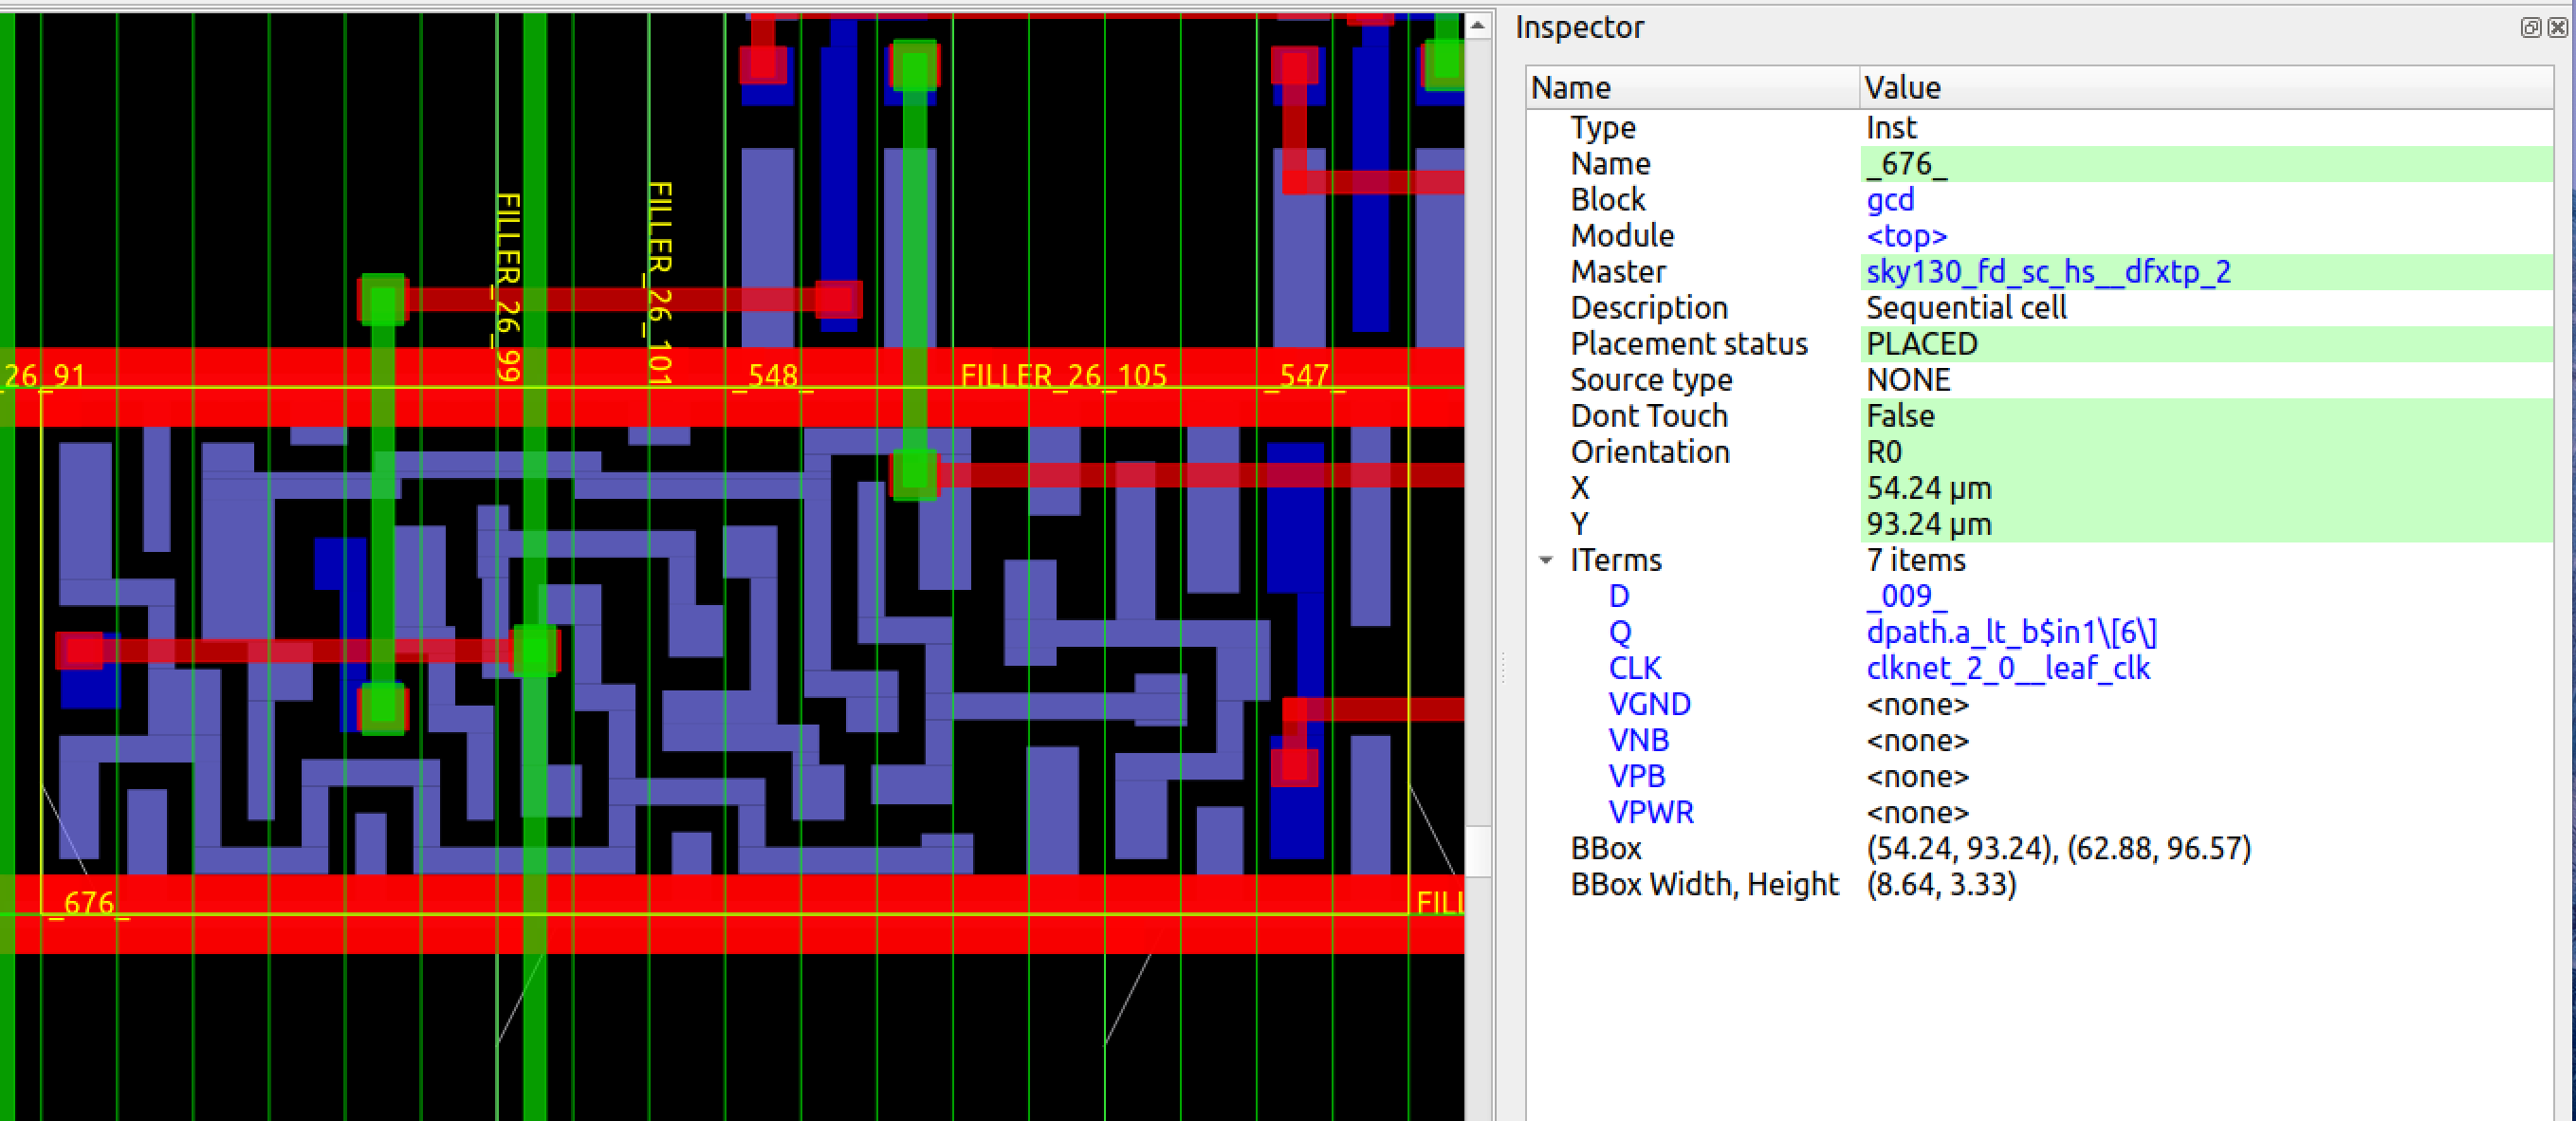 Inspector
Name Value
Type Inst
Name _676_
Block gcd
Module <top>
Master sky130_fd_sc_hs__dfxtp_2
Description Sequential cell
Placement status PLACED
Source type NONE
Dont Touch False
Orientation R0
X 54.24 μm
Y 93.24 μm
ITerms 7 items
D _009_
Q dpath.a_lt_b$in1\[6\]
CLK clknet_2_0__leaf_clk
VGND <none>
VNB <none>
VPB <none>
VPWR <none>
BBox (54.24, 93.24), (62.88, 96.57)
BBox Width, Height (8.64, 3.33)
FILLER_26_99
FILLER_26_101
26_91
_548_
FILLER_26_105
_547_
_676_
FILL